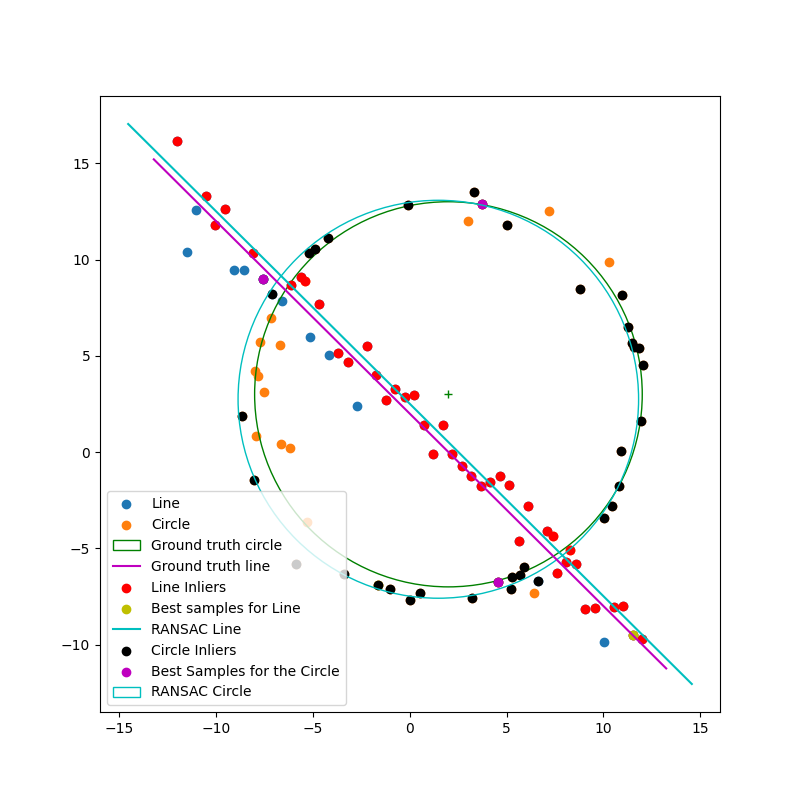 15
10
5
0
−5
−10
Line
Circle
Ground truth circle
Ground truth line
Line Inliers
Best samples for Line
RANSAC Line
Circle Inliers
Best Samples for the Circle
RANSAC Circle
−15 −10 −5 0 5 10 15